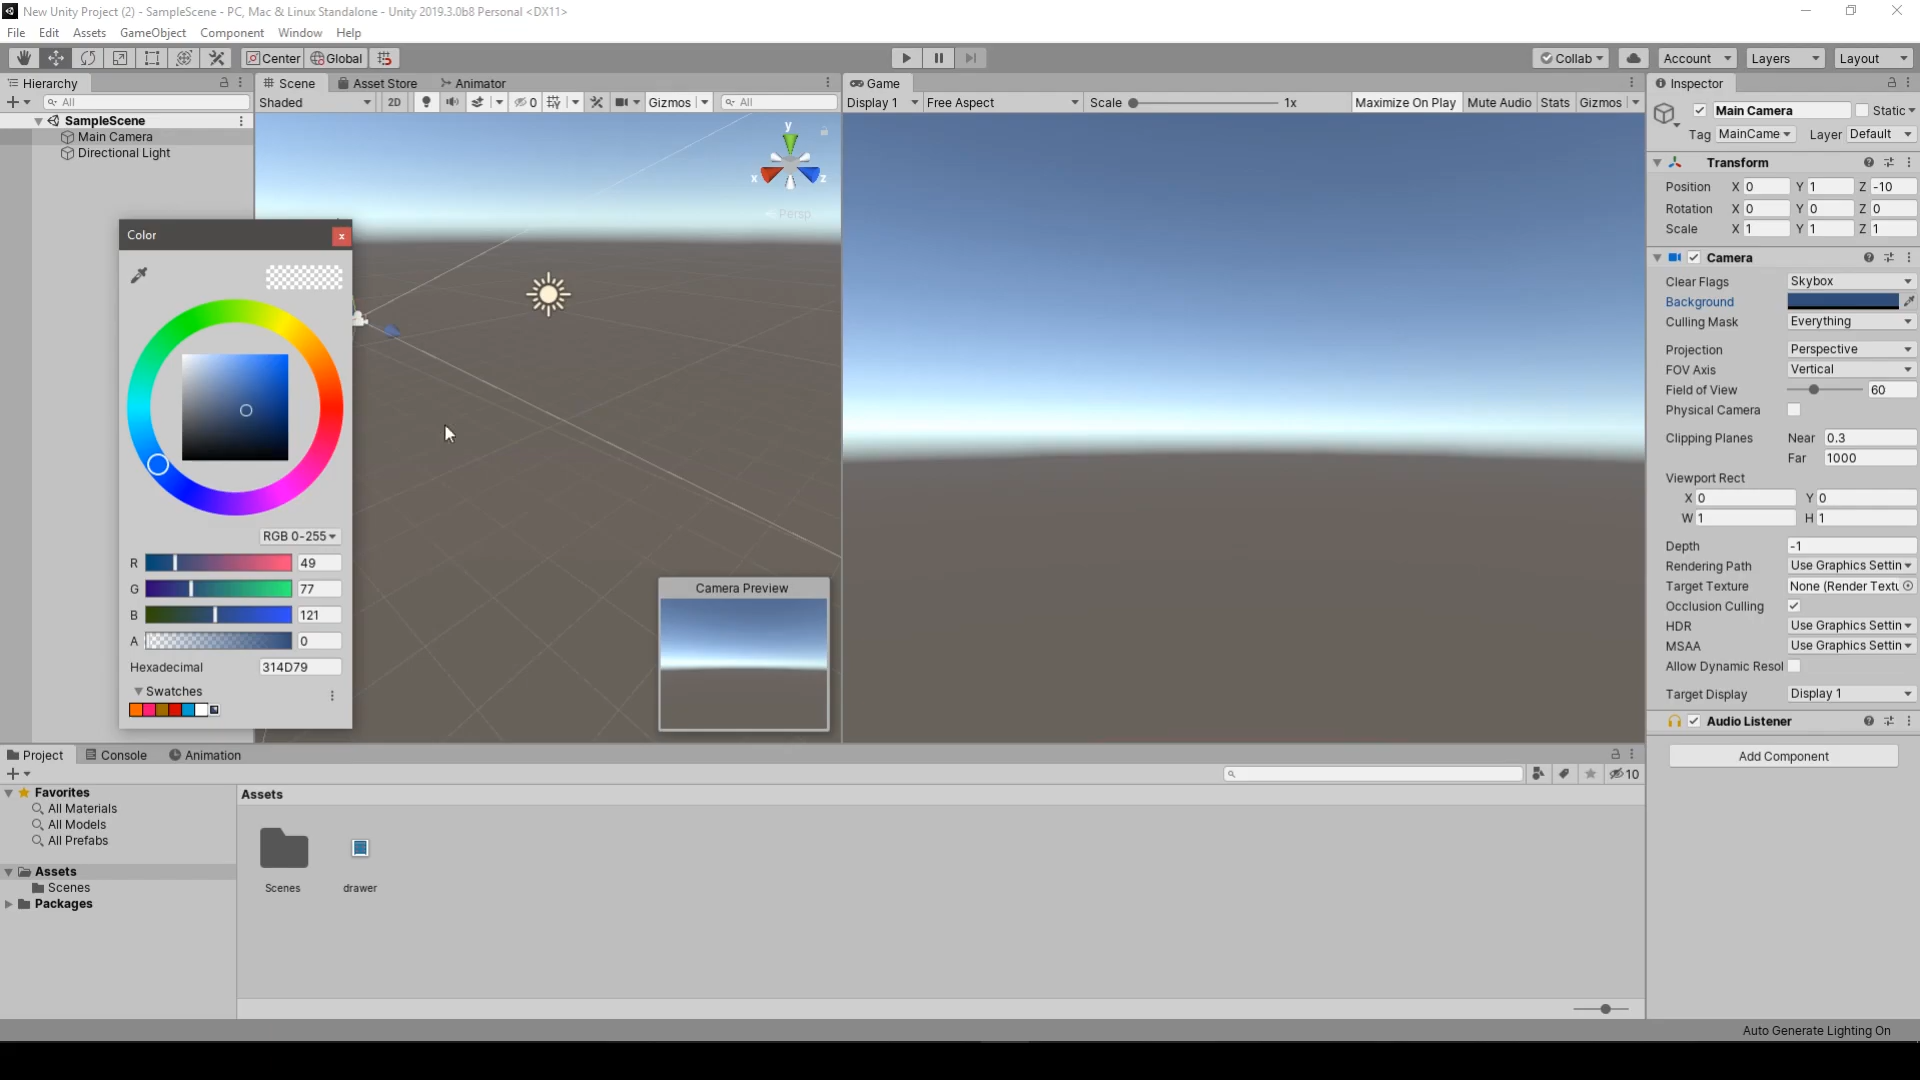 New Unity Project (2) - SampleScene - PC, Mac & Linux Standalone - Unity 2019.3.0b8 Personal <DX11>
File Edit Assets GameObject Component Window Help
Center Global Collab Account Layers Layout
Hierarchy
All
SampleScene
Main Camera
Directional Light
Scene Asset Store Animator
Shaded 2D 0 Gizmos All
y
x z
Persp
Game
Display 1 Free Aspect Scale 1x Maximize On Play Mute Audio Stats Gizmos
Color
RGB 0-255
R 49
G 77
B 121
A 0
Hexadecimal 314D79
Swatches
Camera Preview
Inspector
Main Camera Static
Tag MainCame Layer Default
Transform
Position X 0 Y 1 Z -10
Rotation X 0 Y 0 Z 0
Scale X 1 Y 1 Z 1
Camera
Clear Flags Skybox
Background
Culling Mask Everything
Projection Perspective
FOV Axis Vertical
Field of View 60
Physical Camera
Clipping Planes Near 0.3
Far 1000
Viewport Rect
X 0 Y 0
W 1 H 1
Depth -1
Rendering Path Use Graphics Settin
Target Texture None (Render Textu
Occlusion Culling
HDR Use Graphics Settin
MSAA Use Graphics Settin
Allow Dynamic Resol
Target Display Display 1
Audio Listener
Add Component
Project Console Animation
10
Favorites
All Materials
All Models
All Prefabs
Assets
Scenes
Packages
Assets
Scenes drawer
Auto Generate Lighting On